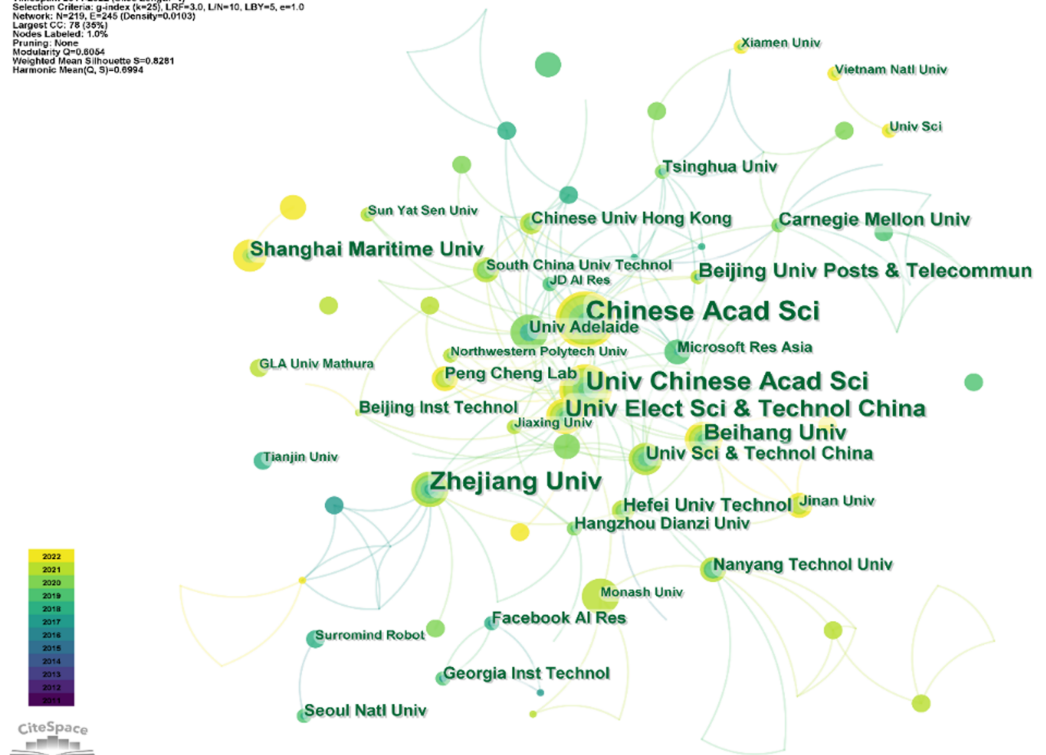 Selection Criteria: g-index (k=25), LRF=3.0, L/N=10, LBY=5, e=1.0
Network: N=219, E=245 (Density=0.0103)
Largest CC: 78 (35%)
Nodes Labeled: 1.0%
Pruning: None
Modularity Q=0.6054
Weighted Mean Silhouette S=0.8281
Harmonic Mean(Q, S)=0.6994
Xiamen Univ
Vietnam Natl Univ
Univ Sci
Tsinghua Univ
Sun Yat Sen Univ
Chinese Univ Hong Kong
Carnegie Mellon Univ
Shanghai Maritime Univ
South China Univ Technol
Beijing Univ Posts & Telecommun
JD AI Res
Chinese Acad Sci
Univ Adelaide
Northwestern Polytech Univ
Microsoft Res Asia
GLA Univ Mathura
Peng Cheng Lab
Univ Chinese Acad Sci
Beijing Inst Technol
Univ Elect Sci & Technol China
Jiaxing Univ
Beihang Univ
Tianjin Univ
Univ Sci & Technol China
Zhejiang Univ
Hefei Univ Technol
Jinan Univ
Hangzhou Dianzi Univ
Nanyang Technol Univ
Monash Univ
Facebook AI Res
Surromind Robot
Georgia Inst Technol
Seoul Natl Univ
2022
2021
2020
2019
2018
2017
2016
2015
2014
2013
2012
2011
CiteSpace